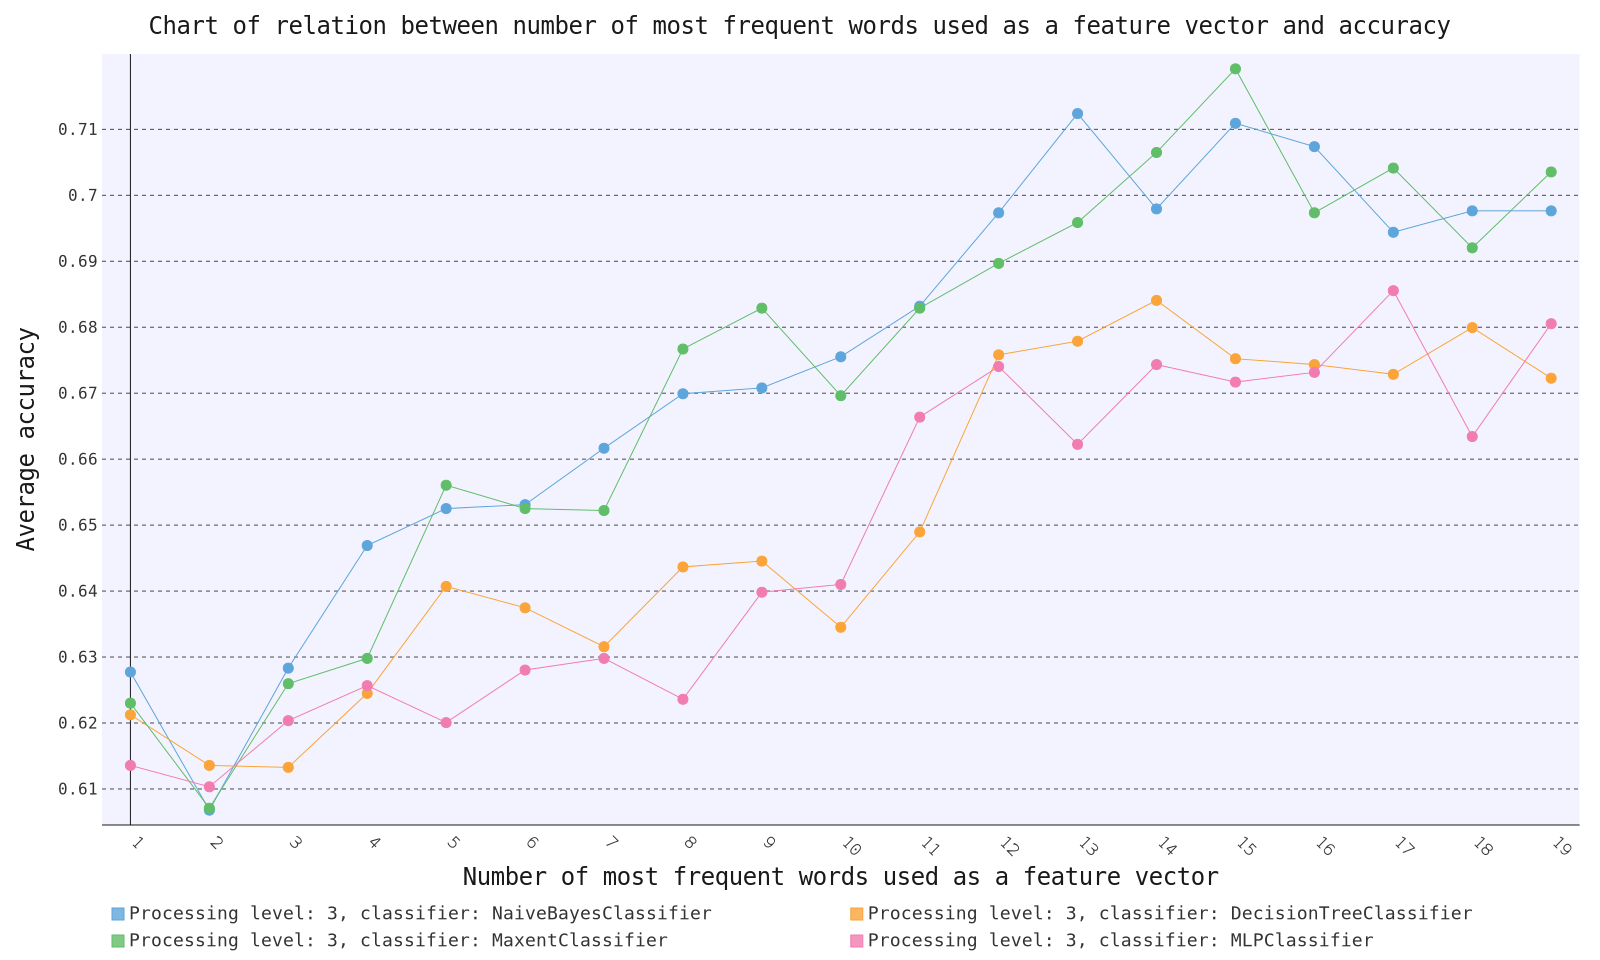 Chart of relation between number of most frequent words used as a feature vector and accuracy
Average accuracy
0.71
0.7
0.69
0.68
0.67
0.66
0.65
0.64
0.63
0.62
0.61
1 2 3 4 5 6 7 8 9 10 11 12 13 14 15 16 17 18 19
Number of most frequent words used as a feature vector
Processing level: 3, classifier: NaiveBayesClassifier
Processing level: 3, classifier: DecisionTreeClassifier
Processing level: 3, classifier: MaxentClassifier
Processing level: 3, classifier: MLPClassifier